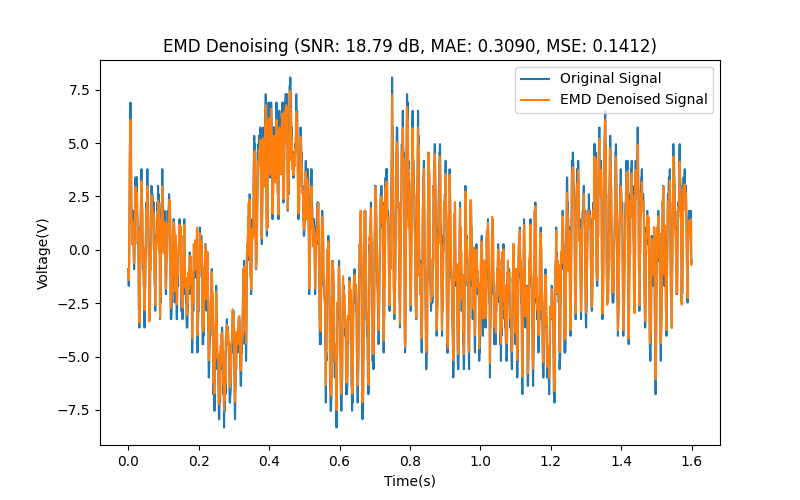 EMD Denoising (SNR: 18.79 dB, MAE: 0.3090, MSE: 0.1412)
Original Signal
EMD Denoised Signal
7.5
5.0
2.5
0.0
−2.5
−5.0
−7.5
Voltage(V)
0.0 0.2 0.4 0.6 0.8 1.0 1.2 1.4 1.6
Time(s)